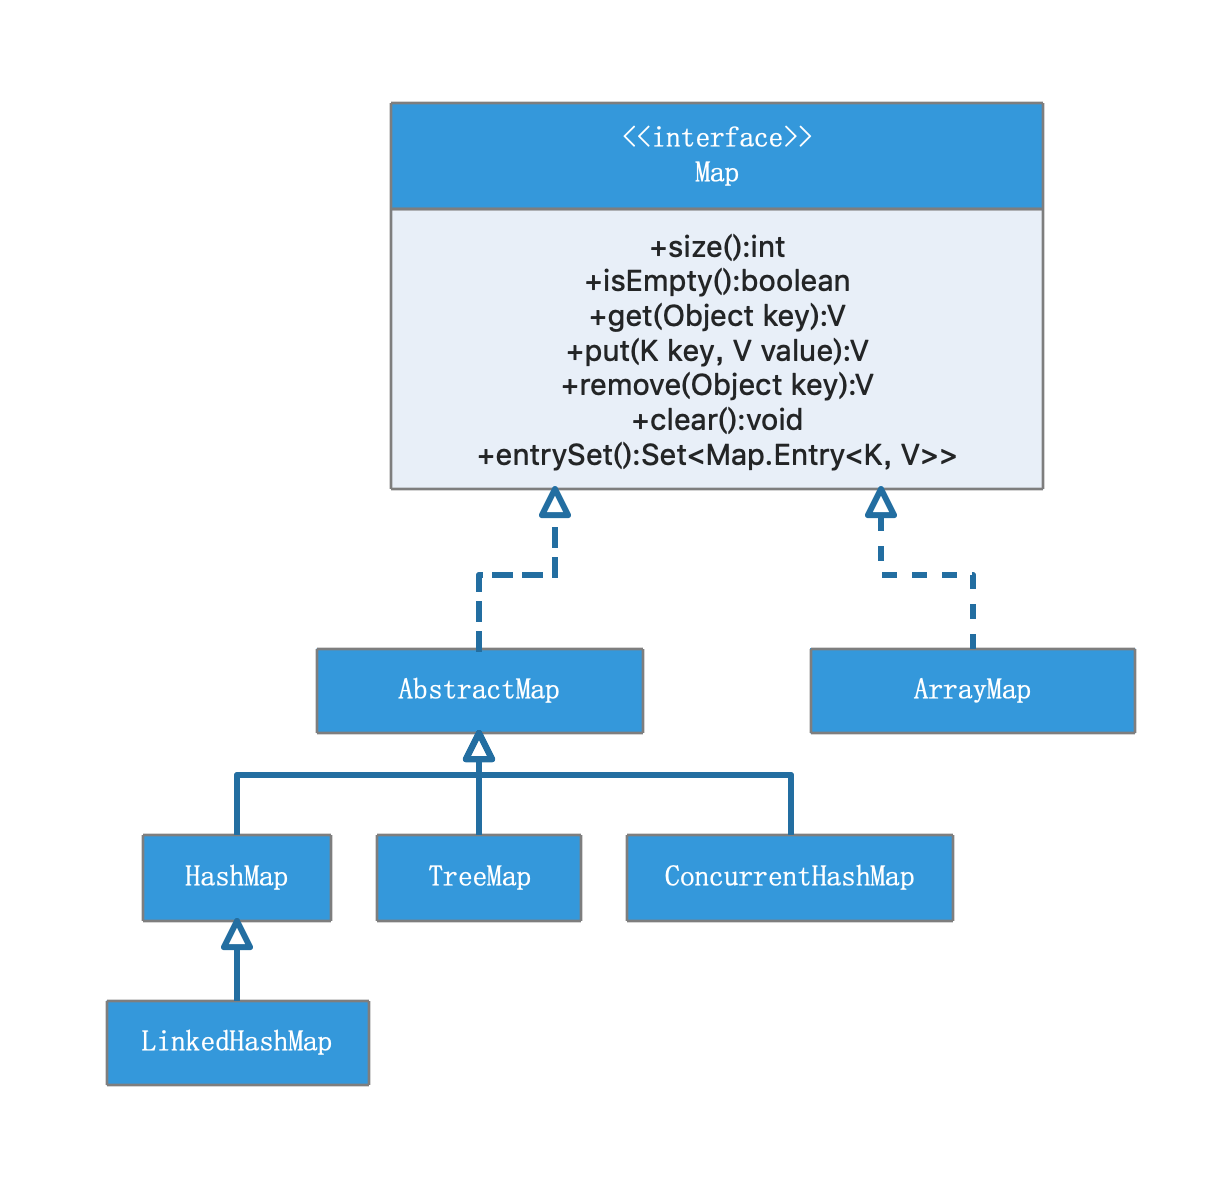 <<interface>>
Map
+size():int
+isEmpty():boolean
+get(Object key):V
+put(K key, V value):V
+remove(Object key):V
+clear():void
+entrySet():Set<Map.Entry<K, V>>
AbstractMap
ArrayMap
HashMap
TreeMap
ConcurrentHashMap
LinkedHashMap